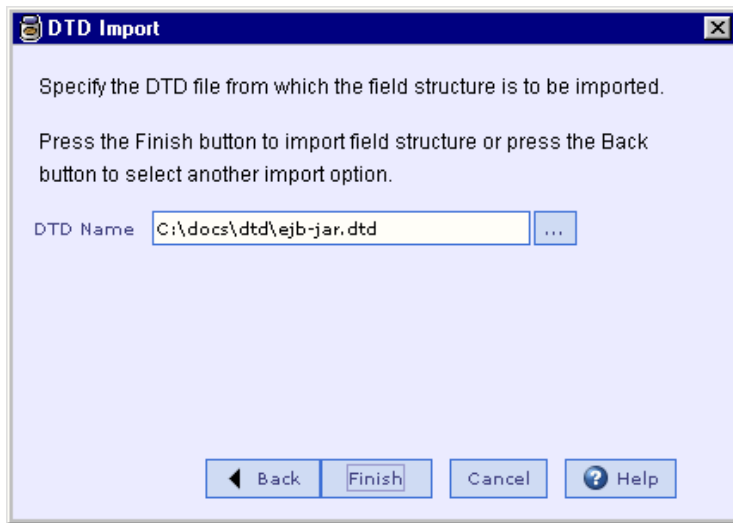 DTD Import
Specify the DTD file from which the field structure is to be imported.
Press the Finish button to import field structure or press the Back
button to select another import option.
DTD Name C:\docs\dtd\ejb-jar.dtd ...
Back Finish Cancel ? Help